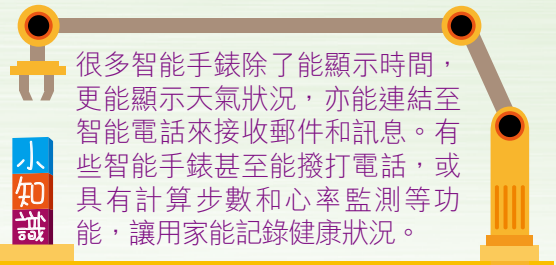 很多智能手錶除了能顯示時間，
更能顯示天氣狀況，亦能連結至
智能電話來接收郵件和訊息。有
些智能手錶甚至能撥打電話，或
具有計算步數和心率監測等功
能，讓用家能記錄健康狀況。
小知識